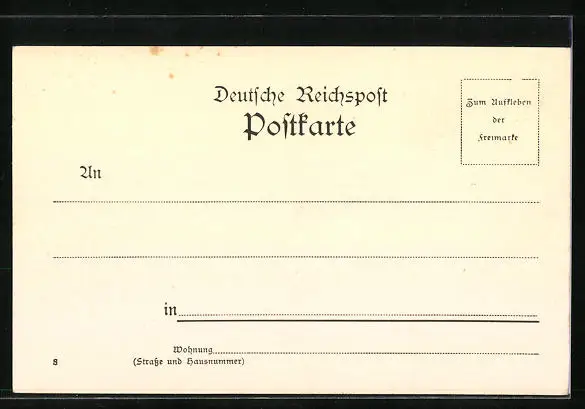 Deutſche Reichspoſt
Poſtkarte
Zum Aufkleben
der
Freimarke
An
in
Wohnung
(Straße und Hausnummer)
8